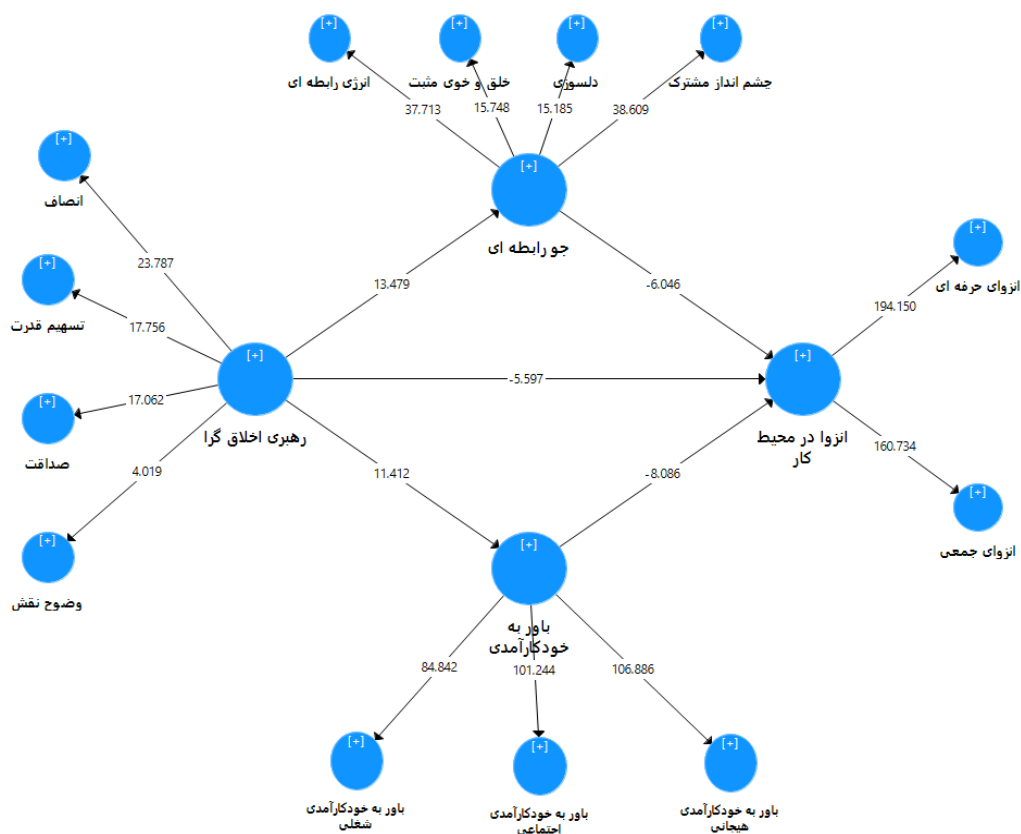 [+]
[+]
[+]
[+]
انرژی رابطه ای
خلق و خوی مثبت
دلسوزی
چشم انداز مشترک
37.713
15.748
15.185
38.609
[+]
انصاف
[+]
جو رابطه ای
23.787
[+]
تسهیم قدرت
17.756
13.479
-6.046
[+]
انزوای حرفه ای
194.150
[+]
رهبری اخلاق گرا
-5.597
[+]
انزوا در محیط
کار
[+]
صداقت
17.062
4.019
11.412
-8.086
160.734
[+]
انزوای جمعی
[+]
وضوح نقش
[+]
باور به
خودکارآمدی
84.842
101.244
106.886
[+]
باور به خودکارآمدی
شغلی
[+]
باور به خودکارآمدی
اجتماعی
[+]
باور به خودکارآمدی
هیجانی